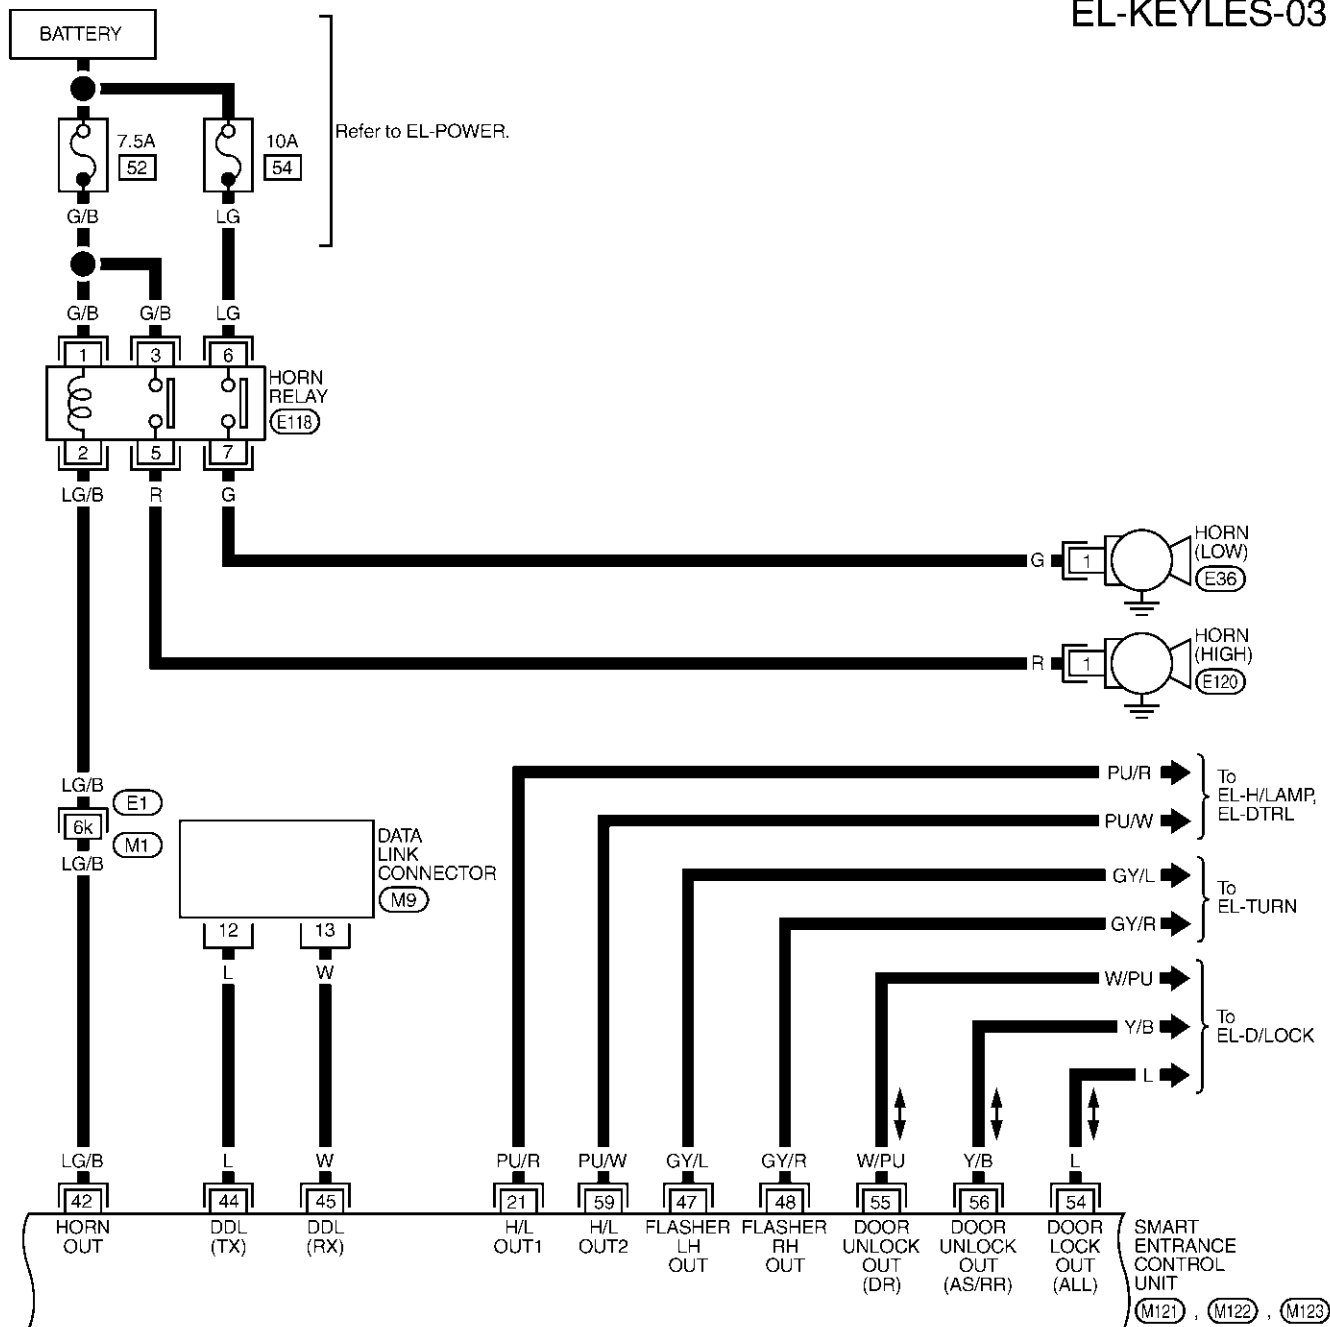 EL-KEYLES-03
BATTERY
Refer to EL-POWER.
7.5A
10A
52
54
G/B
LG
G/B
G/B
LG
1
3
6
HORN
RELAY
E118
2
5
7
LG/B
R
G
G
1
HORN
(LOW)
E36
R
1
HORN
(HIGH)
E120
LG/B
E1
6k
M1
LG/B
DATA
LINK
CONNECTOR
M9
12
13
L
W
PU/R
PU/W
To
EL-H/LAMP,
EL-DTRL
GY/L
GY/R
To
EL-TURN
W/PU
Y/B
L
To
EL-D/LOCK
LG/B
L
W
PU/R
PU/W
GY/L
GY/R
W/PU
Y/B
L
42
44
45
21
59
47
48
55
56
54
HORN
OUT
DDL
(TX)
DDL
(RX)
H/L
OUT1
H/L
OUT2
FLASHER
LH
OUT
FLASHER
RH
OUT
DOOR
UNLOCK
OUT
(DR)
DOOR
UNLOCK
OUT
(AS/RR)
DOOR
LOCK
OUT
(ALL)
SMART
ENTRANCE
CONTROL
UNIT
M121 , M122 , M123